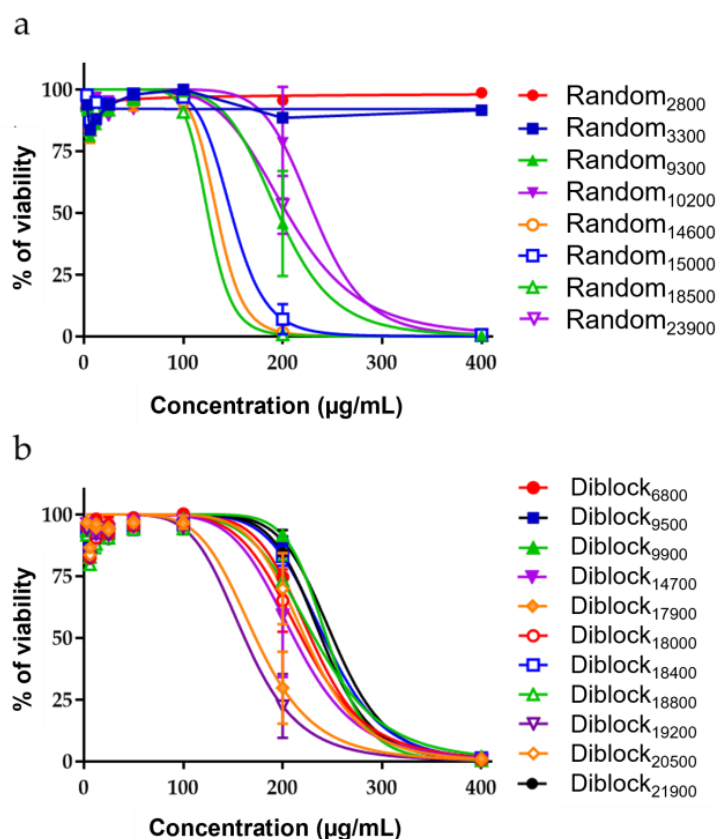 a
% of viability
100
75
50
25
0
0
100
200
300
400
Concentration (µg/mL)
Random2800
Random3300
Random9300
Random10200
Random14600
Random15000
Random18500
Random23900
b
% of viability
100
75
50
25
0
0
100
200
300
400
Concentration (µg/mL)
Diblock6800
Diblock9500
Diblock9900
Diblock14700
Diblock17900
Diblock18000
Diblock18400
Diblock18800
Diblock19200
Diblock20500
Diblock21900